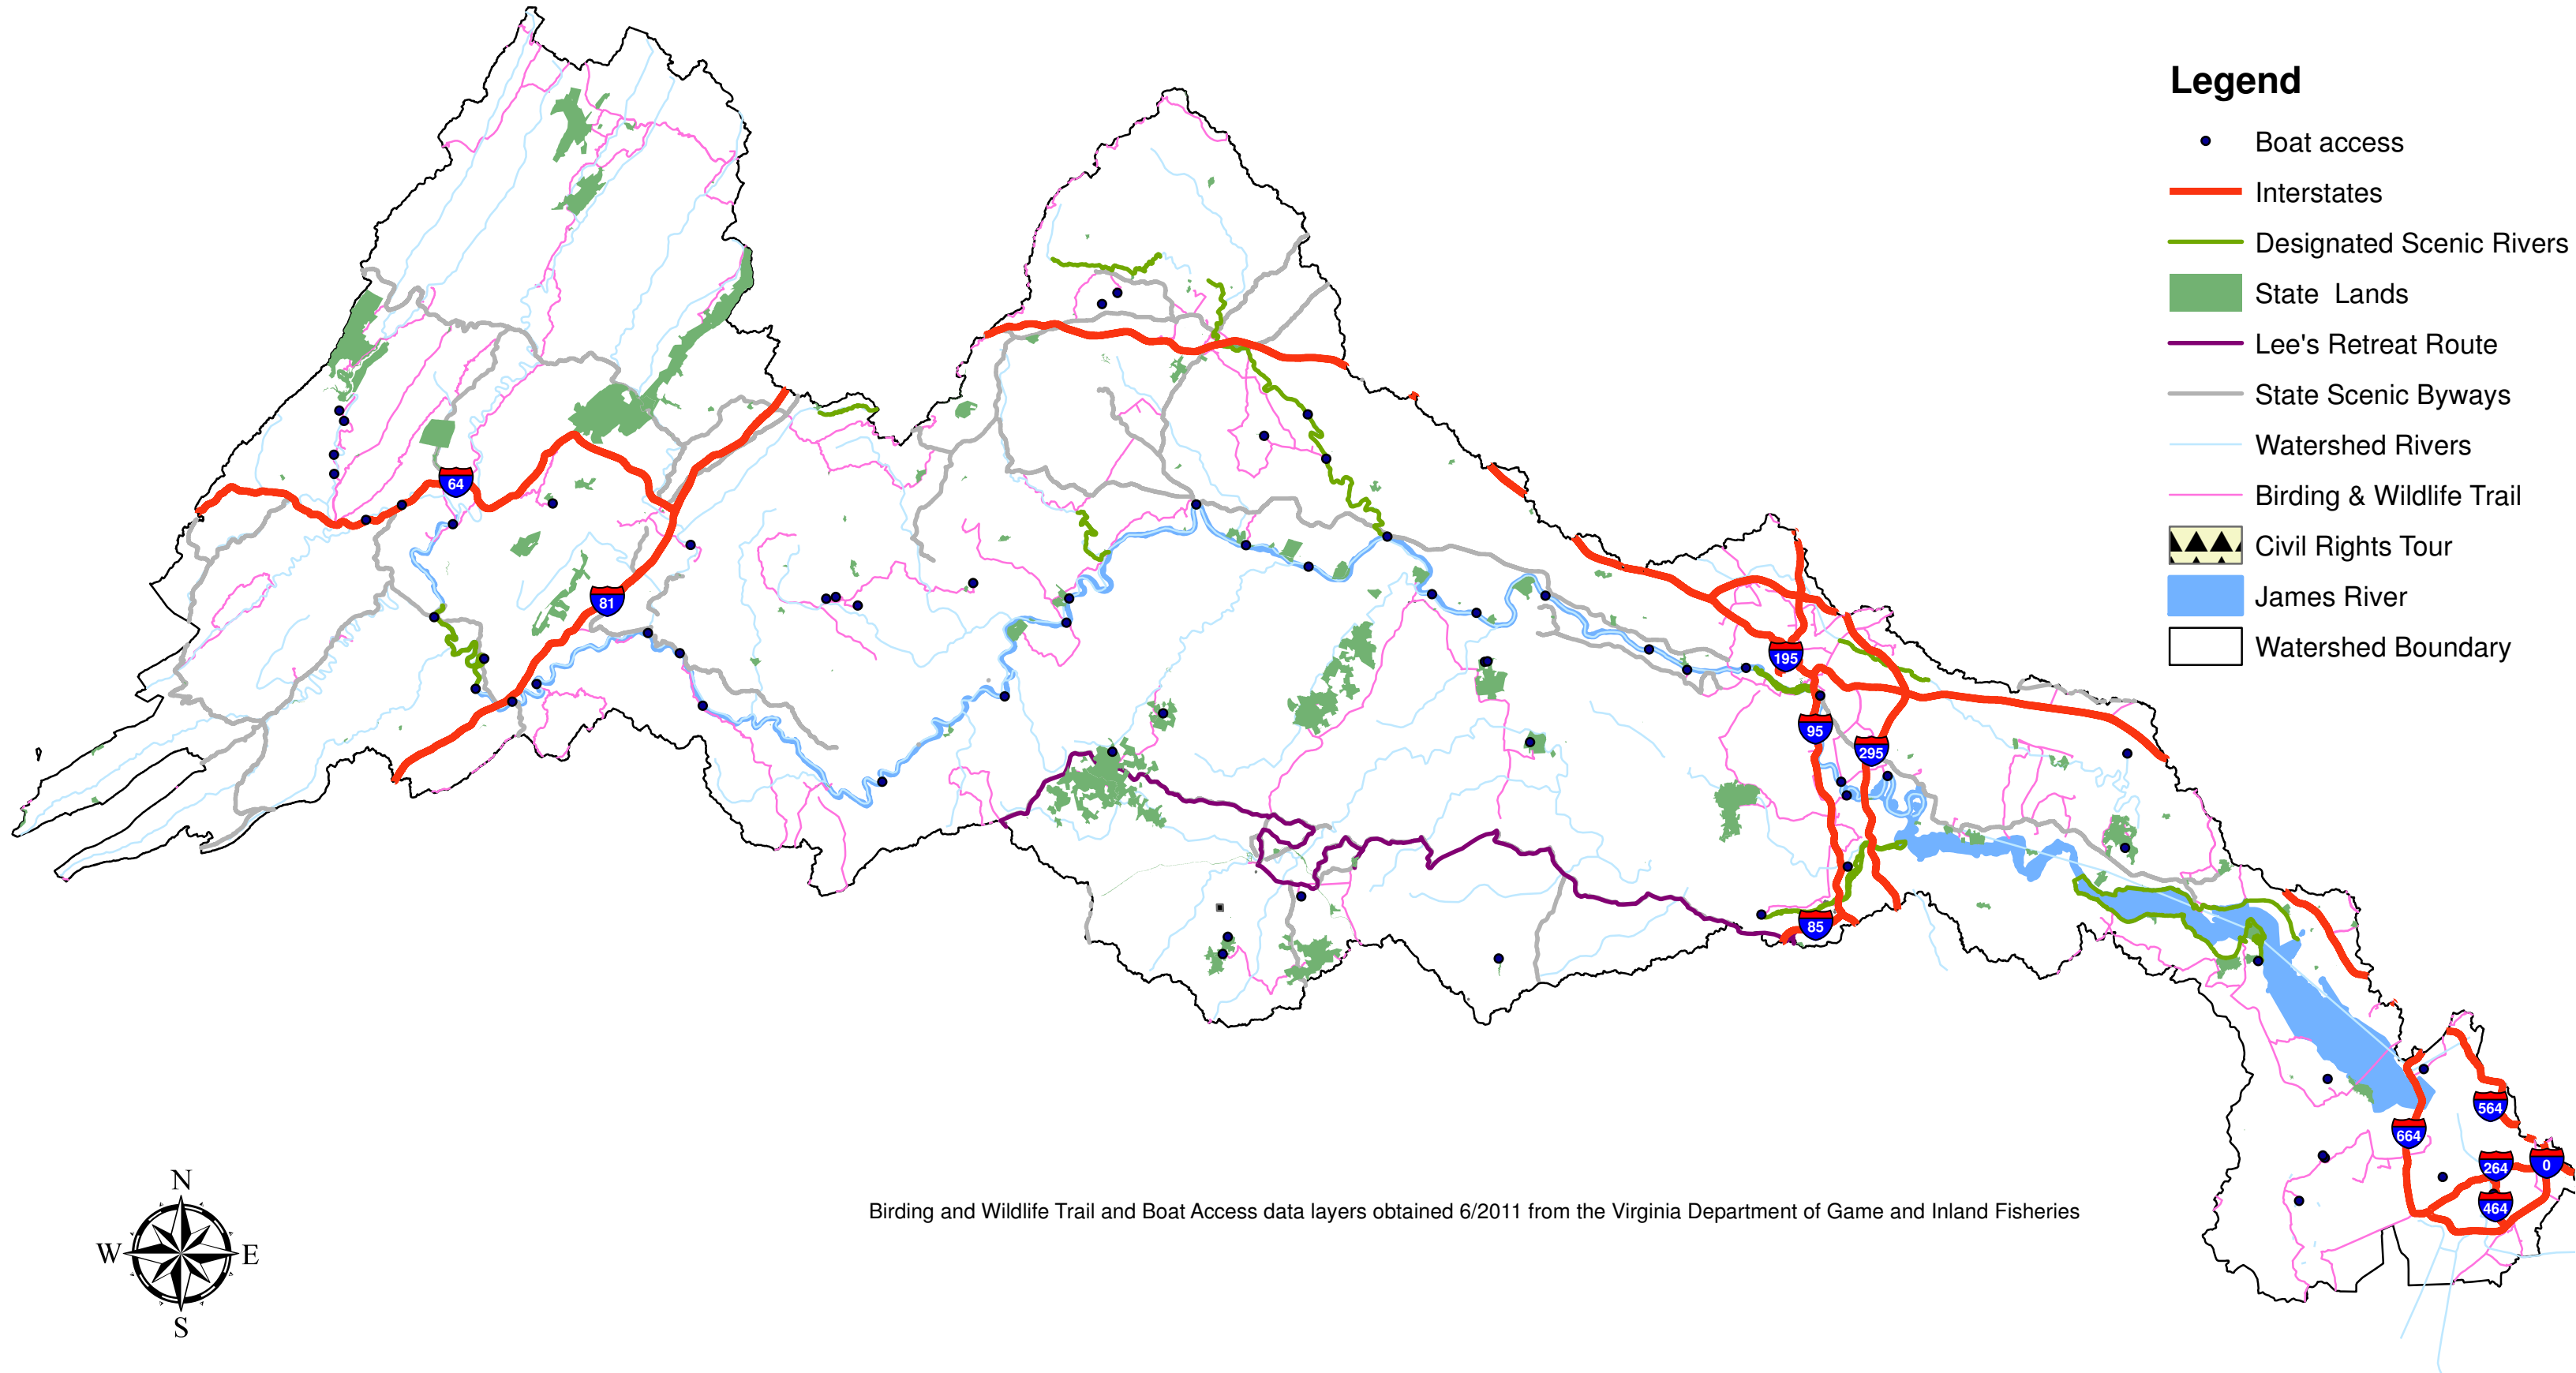 Legend
Boat access
Interstates
Designated Scenic Rivers
State Lands
Lee's Retreat Route
State Scenic Byways
Watershed Rivers
Birding & Wildlife Trail
Civil Rights Tour
James River
Watershed Boundary
64
81
195
95
295
85
564
664
264
0
464
N
W
E
S
Birding and Wildlife Trail and Boat Access data layers obtained 6/2011 from the Virginia Department of Game and Inland Fisheries